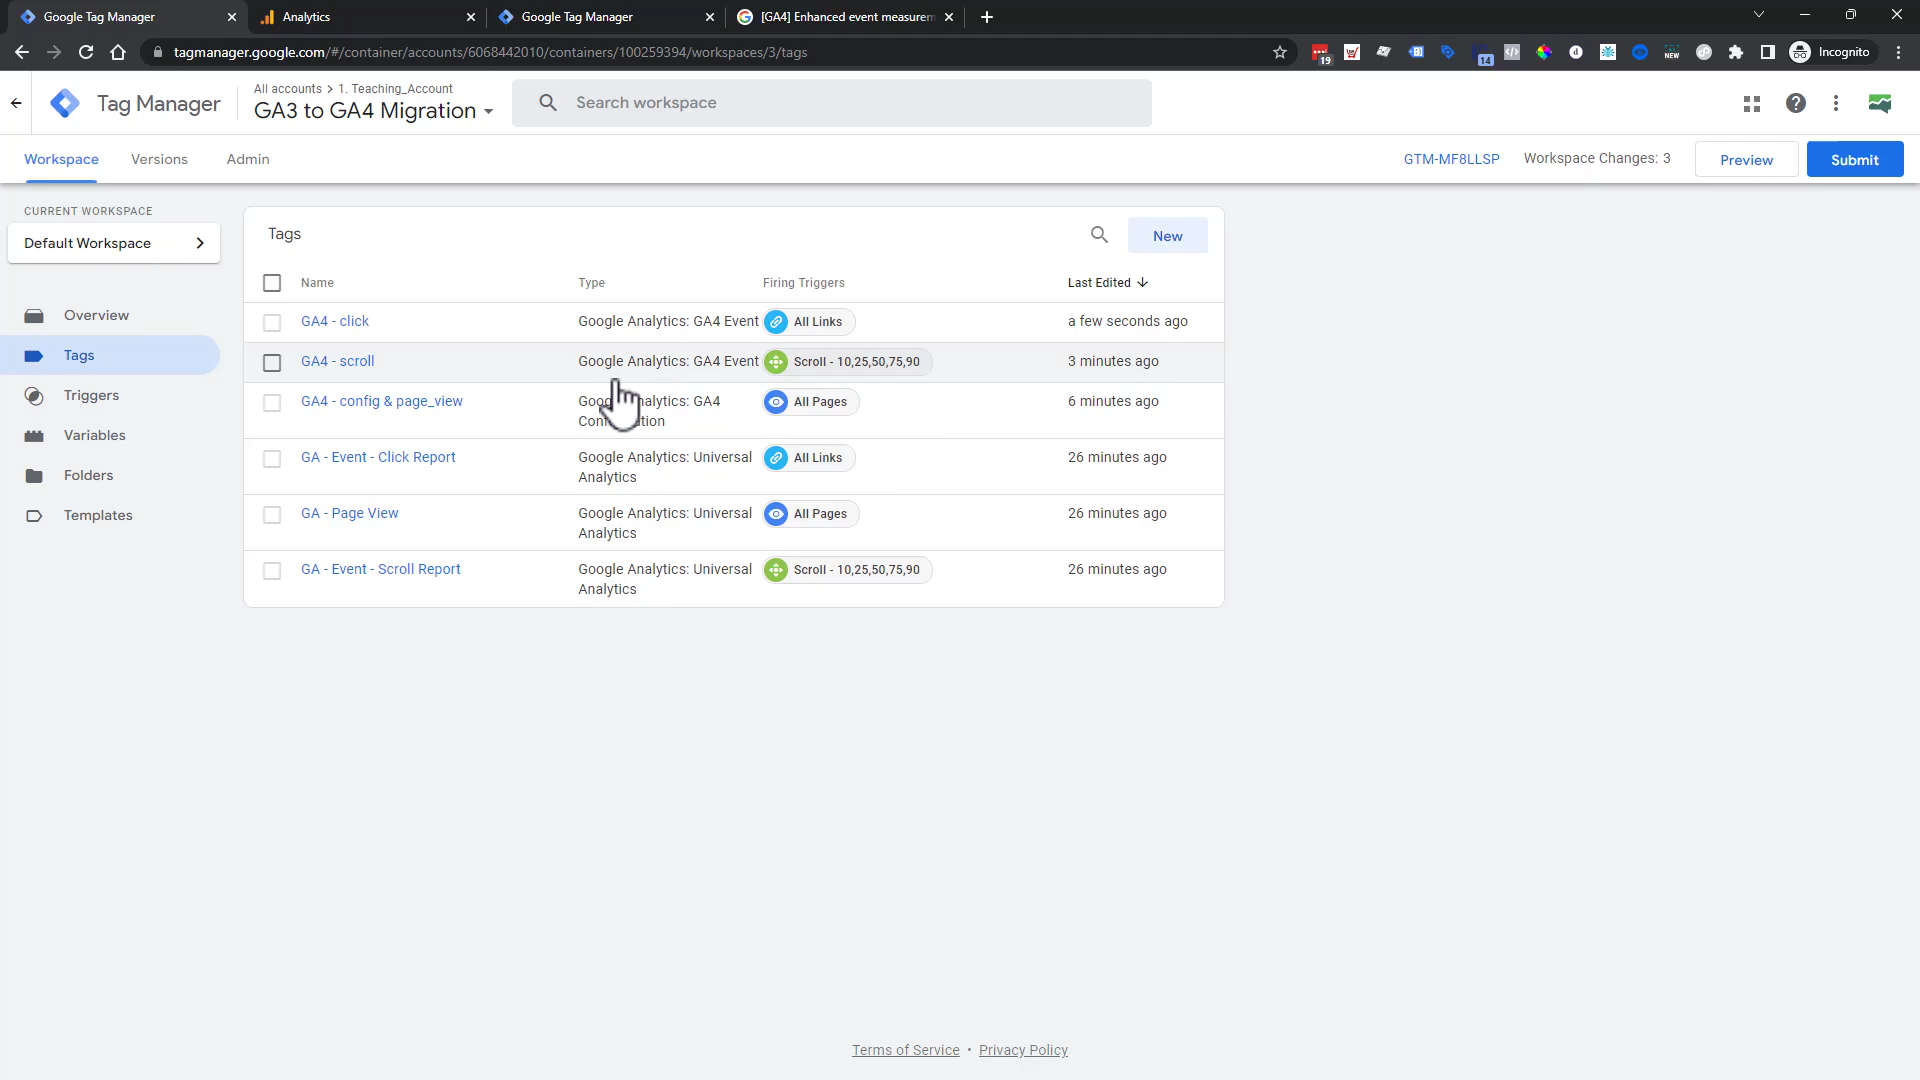 Google Tag Manager
Analytics
Google Tag Manager
[GA4] Enhanced event measurem
tagmanager.google.com/#/container/accounts/6068442010/containers/100259394/workspaces/3/tags
19
14
NEW
Incognito
Tag Manager
All accounts > 1. Teaching_Account
GA3 to GA4 Migration
Search workspace
Workspace
Versions
Admin
GTM-MF8LLSP
Workspace Changes: 3
Preview
Submit
CURRENT WORKSPACE
Default Workspace
Overview
Tags
Triggers
Variables
Folders
Templates
Tags
New
Name Type Firing Triggers Last Edited
GA4 - click Google Analytics: GA4 Event All Links a few seconds ago
GA4 - scroll Google Analytics: GA4 Event Scroll - 10,25,50,75,90 3 minutes ago
GA4 - config & page_view
nalytics: GA4
All Pages 6 minutes ago
GA - Event - Click Report Google Analytics: Universal All Links 26 minutes ago
Analytics
GA - Page View Google Analytics: Universal All Pages 26 minutes ago
Analytics
GA - Event - Scroll Report Google Analytics: Universal Scroll - 10,25,50,75,90 26 minutes ago
Analytics
Terms of Service • Privacy Policy